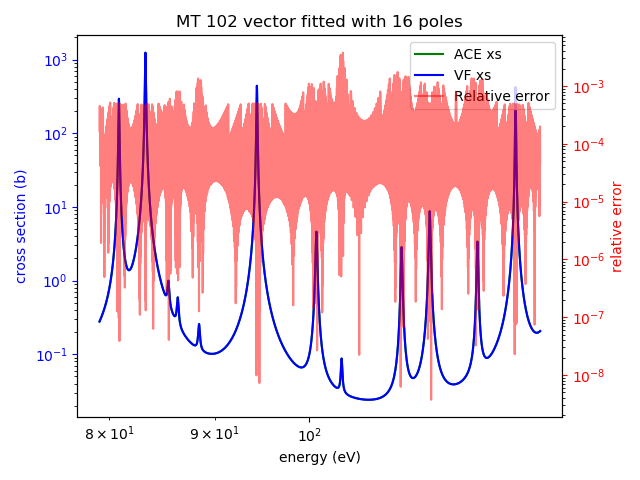 MT 102 vector fitted with 16 poles
ACE xs
VF xs
Relative error
cross section (b)
10³
10²
10¹
10⁰
10⁻¹
10⁻³
10⁻⁴
10⁻⁵
10⁻⁶
10⁻⁷
10⁻⁸
relative error
8 × 10¹ 9 × 10¹ 10²
energy (eV)